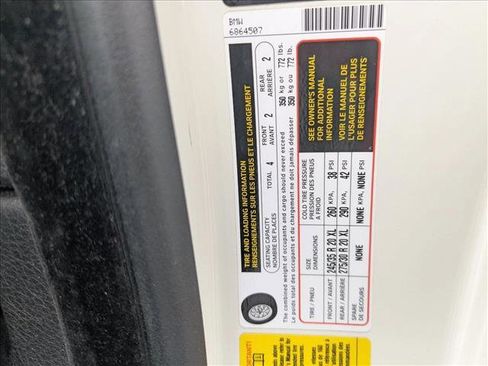 BMW
6864507
TIRE AND LOADING INFORMATION
RENSEIGNEMENTS SUR LES PNEUS ET LE CHARGEMENT
SEATING CAPACITY
NOMBRE DE PLACES
TOTAL 4
FRONT
AVANT 2
REAR
ARRIÈRE 2
The combined weight of occupants and cargo should never exceed 350 kg or 772 lbs.
Le poids total des occupants et du chargement ne doit jamais dépasser 350 kg ou 772 lb.
TIRE / PNEU
SIZE
DIMENSIONS
COLD TIRE PRESSURE
PRESSION DES PNEUS
A FROID
FRONT / AVANT 245/35 R 20 XL 260 KPA, 38 PSI
REAR / ARRIÈRE 275/30 R 20 XL 290 KPA, 42 PSI
SPARE
DE SECOURS NONE NONE KPA, NONE PSI
SEE OWNER'S MANUAL
FOR ADDITIONAL
INFORMATION
VOIR LE MANUEL DE
L'USAGER POUR PLUS
DE RENSEIGNEMENTS